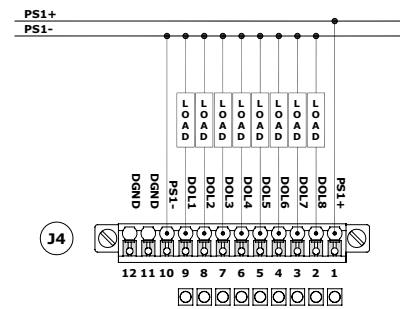 PS1+
PS1-
LOAD LOAD LOAD LOAD LOAD LOAD LOAD LOAD
DGND DGND PS1- DOL1 DOL2 DOL3 DOL4 DOL5 DOL6 DOL7 DOL8 PS1+
J4
12 11 10 9 8 7 6 5 4 3 2 1